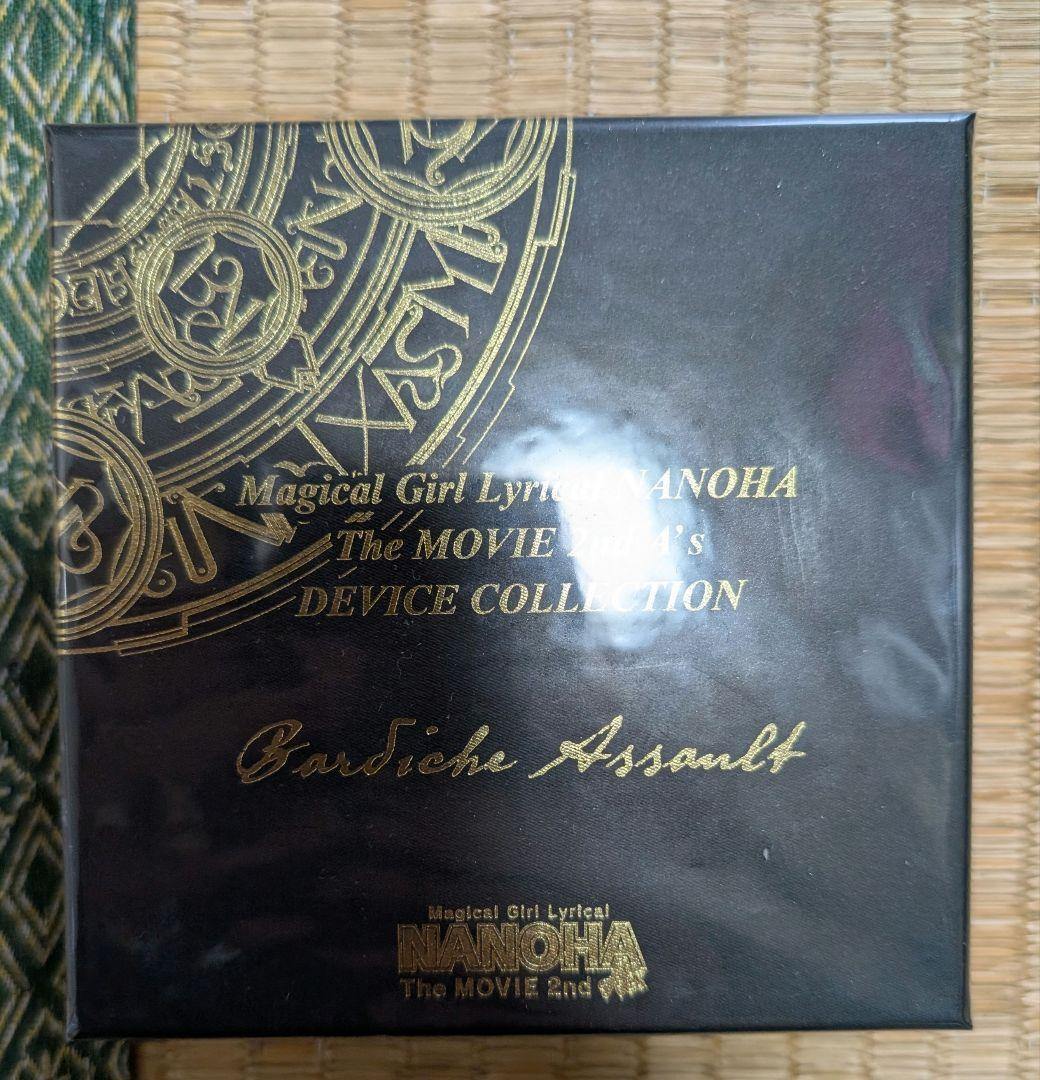 Magical Girl Lyrical NANOHA
The MOVIE 2nd A's
DEVICE COLLECTION
Bardiche Assault
Magical Girl Lyrical
NANOHA
The MOVIE 2nd A's